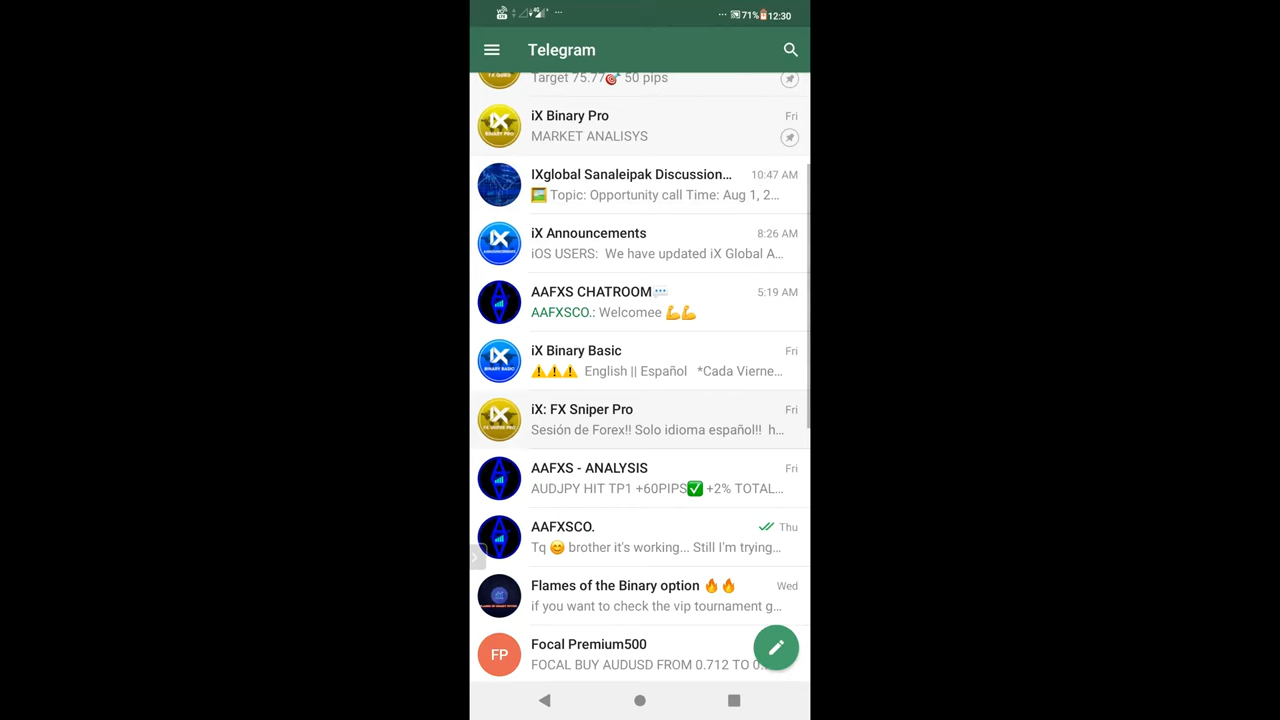 71% 12:30
Telegram
Target 75.77🎯 50 pips
iX Binary Pro Fri
MARKET ANALISYS
IXglobal Sanaleipak Discussion... 10:47 AM
🖼️ Topic: Opportunity call Time: Aug 1, 2...
iX Announcements 8:26 AM
iOS USERS: We have updated iX Global A...
AAFXS CHATROOM💬 5:19 AM
AAFXSCO.: Welcomee 💪💪
iX Binary Basic Fri
⚠️⚠️⚠️ English || Español *Cada Vierne...
iX: FX Sniper Pro Fri
Sesión de Forex!! Solo idioma español!! h...
AAFXS - ANALYSIS Fri
AUDJPY HIT TP1 +60PIPS✅ +2% TOTAL...
AAFXSCO. Thu
Tq 😊 brother it's working... Still I'm trying...
Flames of the Binary option 🔥🔥 Wed
if you want to check the vip tournament g...
FP
Focal Premium500
FOCAL BUY AUDUSD FROM 0.712 TO 0.